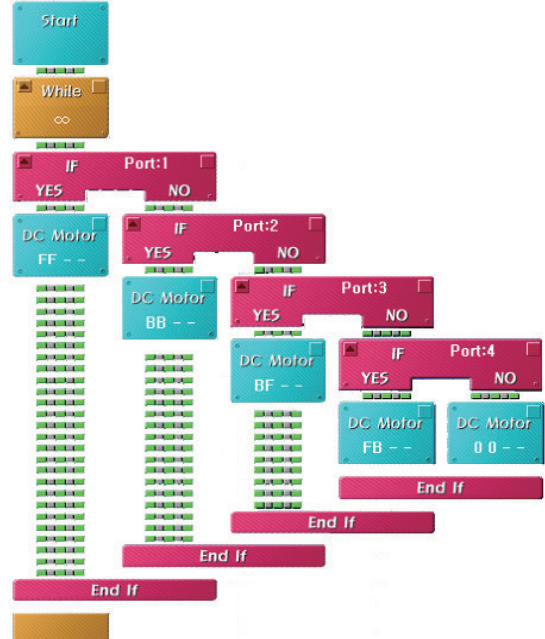 Start
While
∞
IF Port:1
YES NO
DC Motor
FF - -
IF Port:2
YES NO
DC Motor
BB - -
IF Port:3
YES NO
DC Motor
BF - -
IF Port:4
YES NO
DC Motor
FB - -
DC Motor
0 0 - -
End If
End If
End If
End If